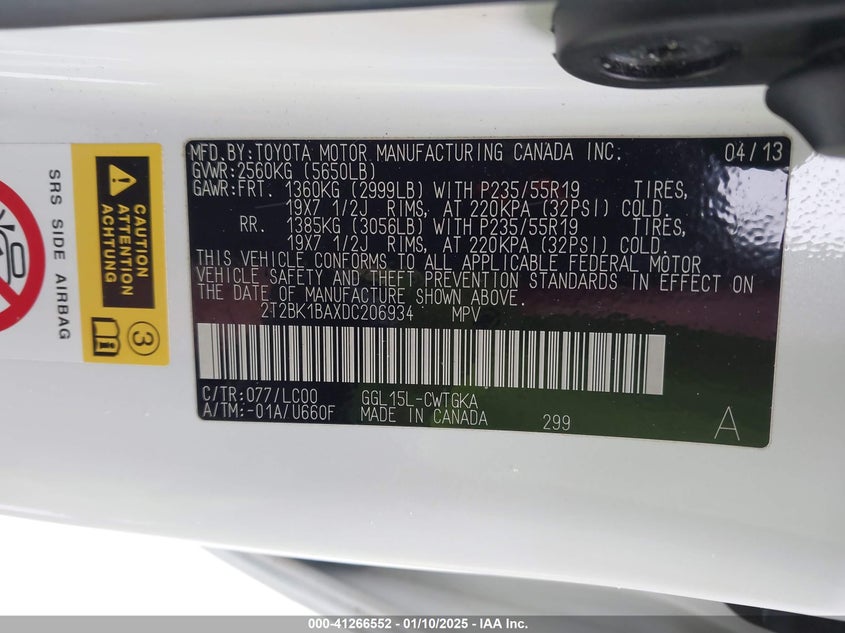 MFD.BY:TOYOTA MOTOR MANUFACTURING CANADA INC. 04/13
GVWR:2560KG (5650LB)
GAWR:FRT. 1360KG (2999LB) WITH P235/55R19 TIRES,
19X7 1/2J RIMS, AT 220KPA (32PSI) COLD.
RR. 1385KG (3056LB) WITH P235/55R19 TIRES,
19X7 1/2J RIMS, AT 220KPA (32PSI) COLD.
THIS VEHICLE CONFORMS TO ALL APPLICABLE FEDERAL MOTOR
VEHICLE SAFETY AND THEFT PREVENTION STANDARDS IN EFFECT ON
THE DATE OF MANUFACTURE SHOWN ABOVE.
2T2BK1BAXDC206934 MPV
C/TR:077/LC00 GGL15L-CWTGKA
A/TM:-01A/U660F MADE IN CANADA 299 A
CAUTION
ATTENTION
ACHTUNG
3
SRS SIDE AIRBAG
000-41266552 - 01/10/2025 - IAA Inc.